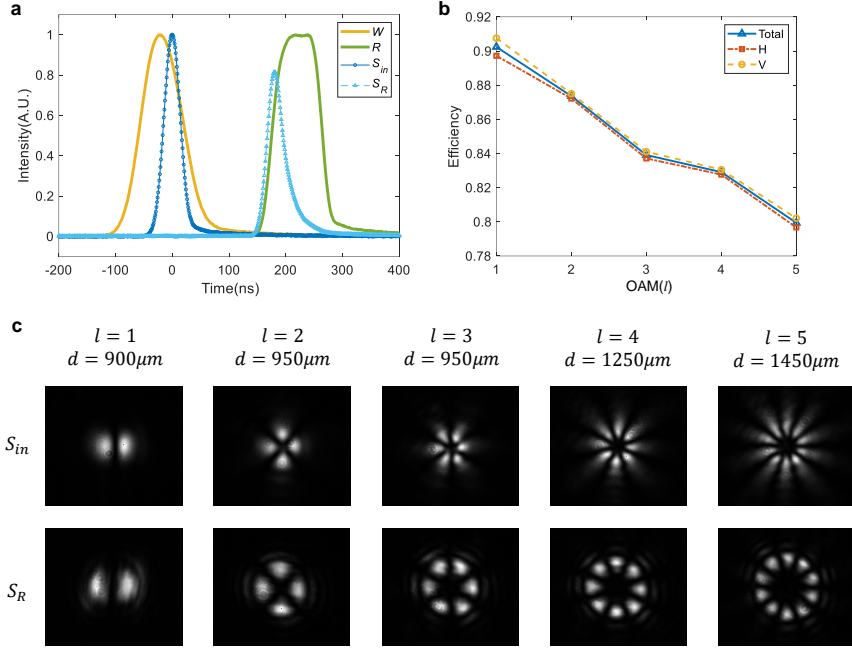 a
W
R
S_in
S_R
Intensity(A.U.)
1
0.8
0.6
0.4
0.2
0
-200 -100 0 100 200 300 400
Time(ns)
b
Total
H
V
Efficiency
0.92
0.9
0.88
0.86
0.84
0.82
0.8
0.78
1 2 3 4 5
OAM(l)
c
l = 1 l = 2 l = 3 l = 4 l = 5
d = 900μm d = 950μm d = 950μm d = 1250μm d = 1450μm
S_in
S_R